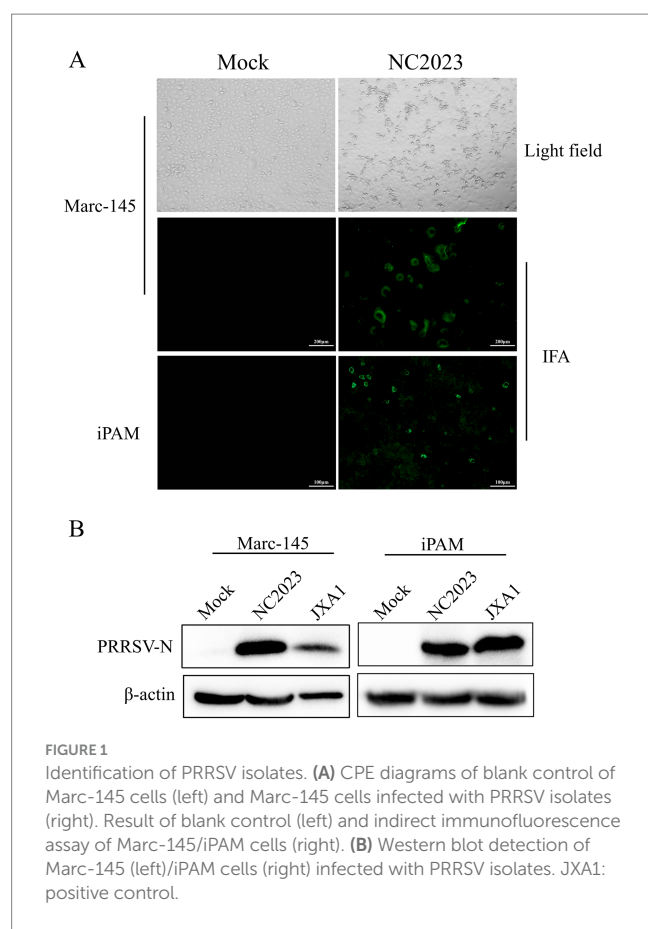 A
Mock
NC2023
Marc-145
Light field
200μm
200μm
IFA
iPAM
100μm
100μm
B
Marc-145
iPAM
Mock
NC2023
JXA1
Mock
NC2023
JXA1
PRRSV-N
β-actin
FIGURE 1
Identification of PRRSV isolates. (A) CPE diagrams of blank control of
Marc-145 cells (left) and Marc-145 cells infected with PRRSV isolates
(right). Result of blank control (left) and indirect immunofluorescence
assay of Marc-145/iPAM cells (right). (B) Western blot detection of
Marc-145 (left)/iPAM cells (right) infected with PRRSV isolates. JXA1:
positive control.